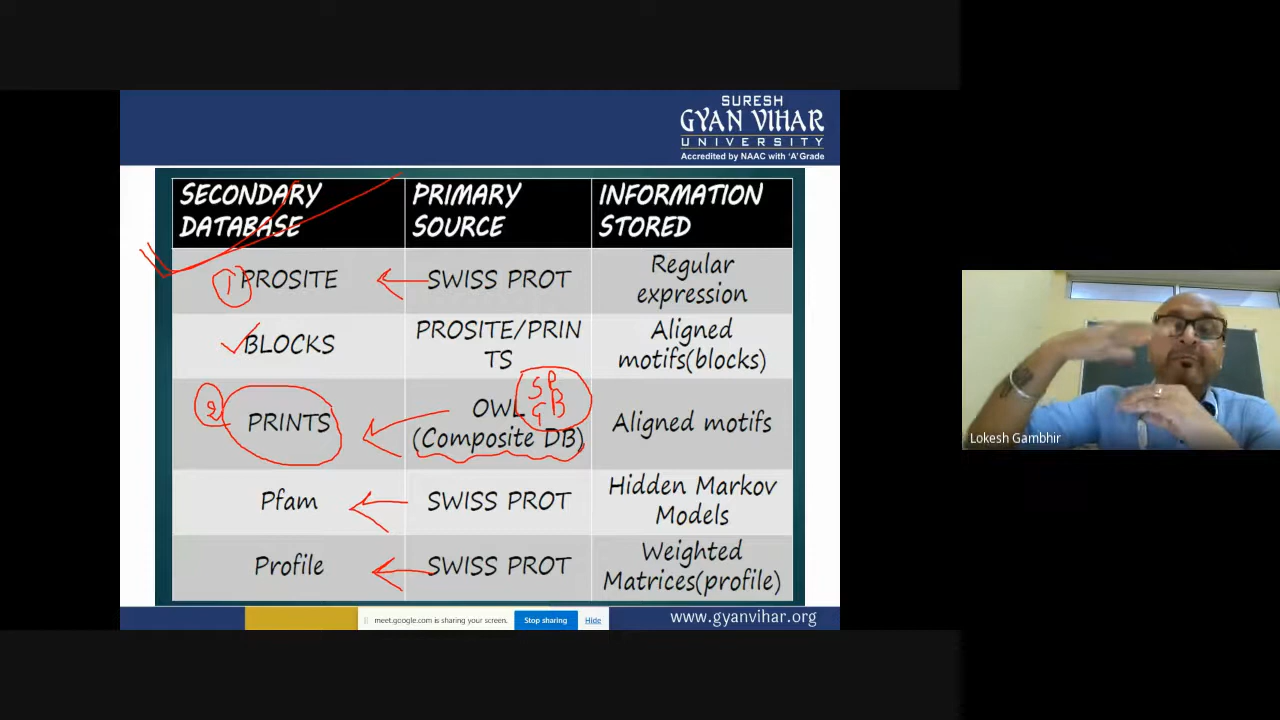 SURESH
GYAN VIHAR
UNIVERSITY
Accredited by NAAC with 'A'Grade
SECONDARY
DATABASE
PRIMARY
SOURCE
INFORMATION
STORED
1 PROSITE
SWISS PROT
Regular
expression
BLOCKS
PROSITE/PRIN
TS
Aligned
motifs(blocks)
2 PRINTS
OWL
(Composite DB)
SP
GB
Aligned motifs
Pfam
SWISS PROT
Hidden Markov
Models
Profile
SWISS PROT
Weighted
Matrices(profile)
meet.google.com is sharing your screen.
Stop sharing
Hide
www.gyanvihar.org
Lokesh Gambhir